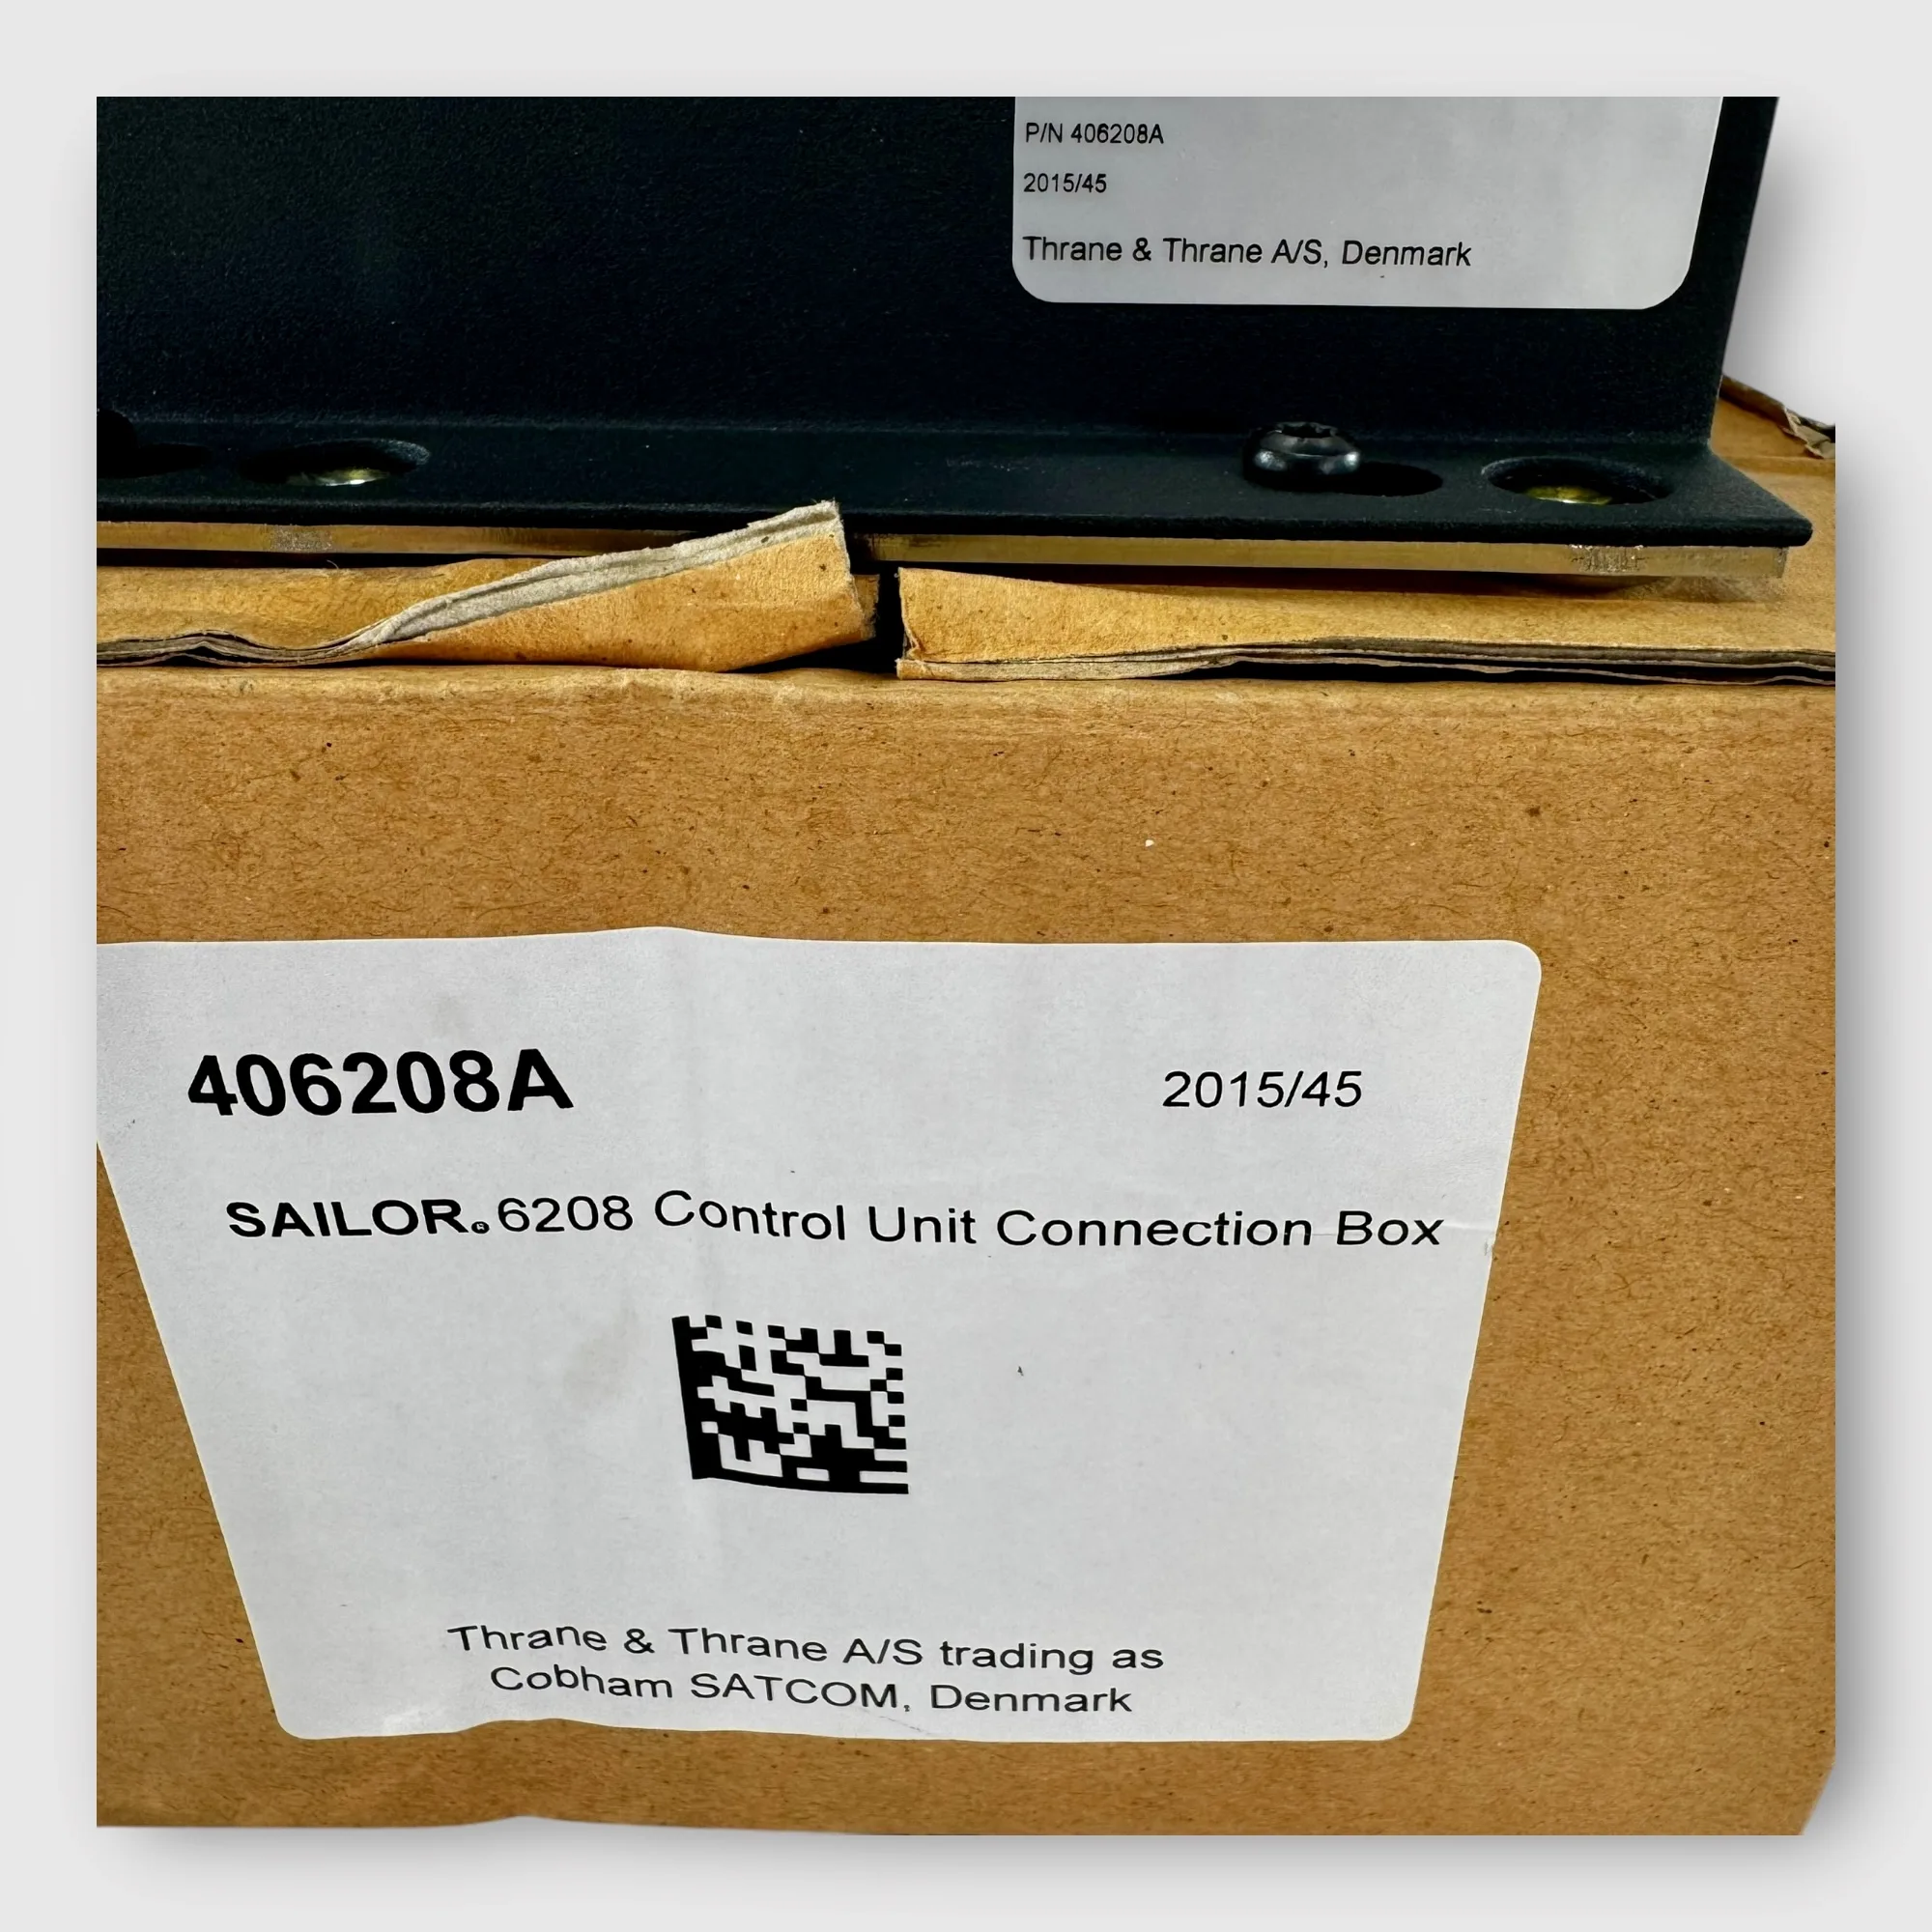 P/N 406208A
2015/45
Thrane & Thrane A/S, Denmark
406208A 2015/45
SAILOR® 6208 Control Unit Connection Box
Thrane & Thrane A/S trading as
Cobham SATCOM, Denmark